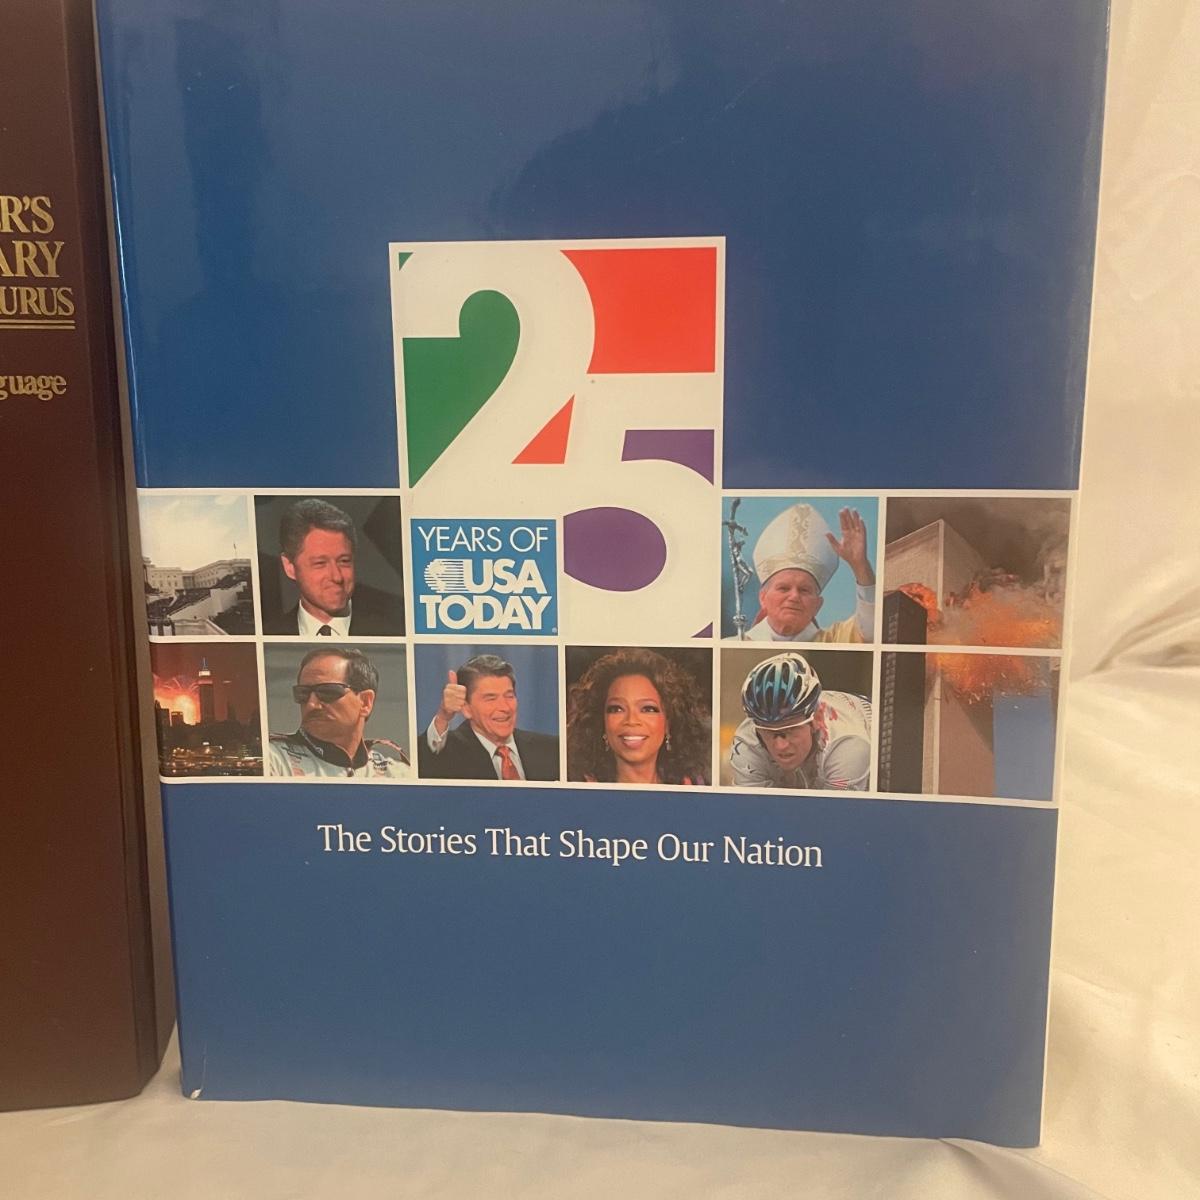 R'S
ARY
URUS
guage
25
YEARS OF
USA
TODAY
The Stories That Shape Our Nation